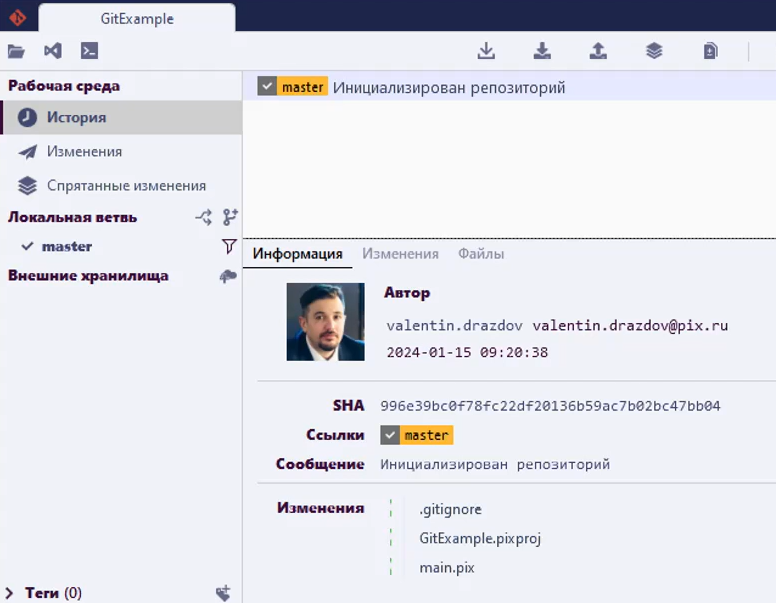 GitExample
Рабочая среда
История
Изменения
Спрятанные изменения
Локальная ветвь
master
Внешние хранилища
Теги (0)
master Инициализирован репозиторий
Информация Изменения Файлы
Автор
valentin.drazdov valentin.drazdov@pix.ru
2024-01-15 09:20:38
SHA 996e39bc0f78fc22df20136b59ac7b02bc47bb04
Ссылки master
Сообщение Инициализирован репозиторий
Изменения .gitignore
GitExample.pixproj
main.pix